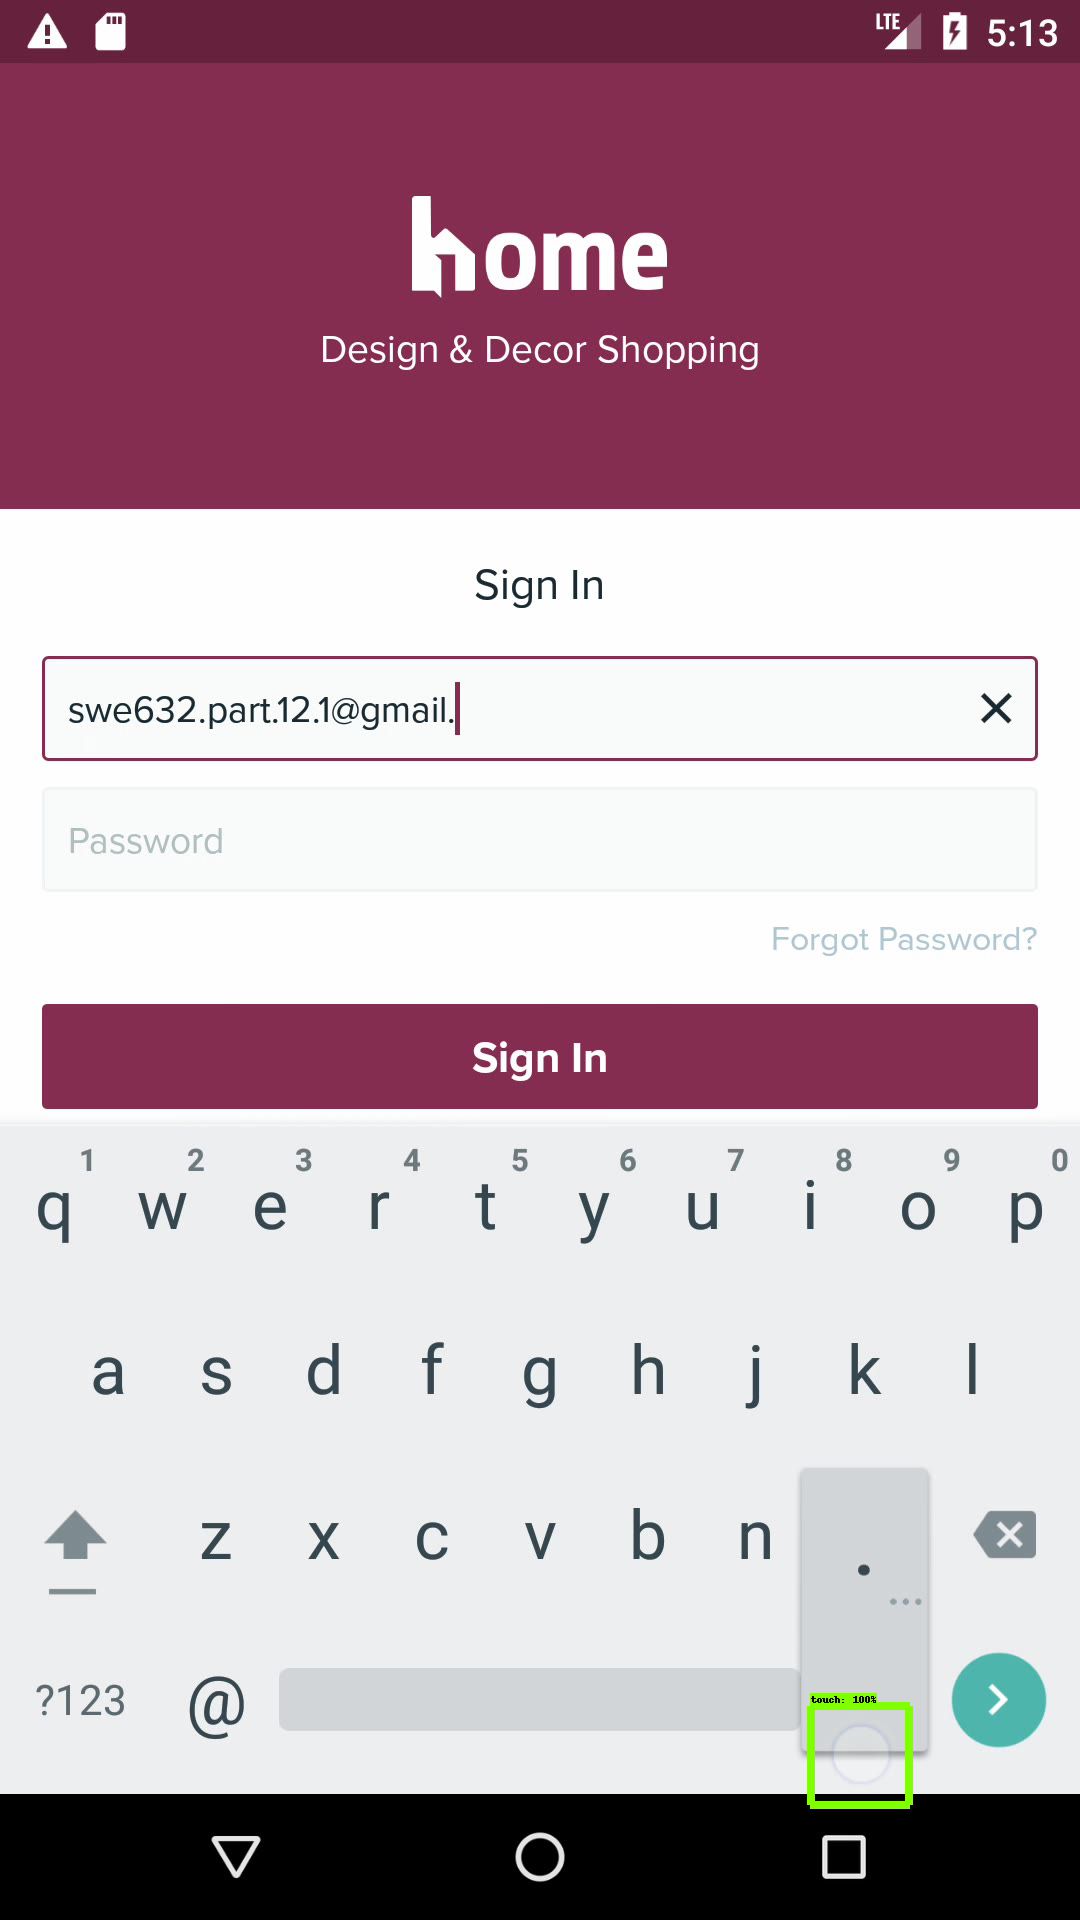 LTE 5:13
home
Design & Decor Shopping
Sign In
swe632.part.12.1@gmail.
Password
Forgot Password?
Sign In
1 2 3 4 5 6 7 8 9 0
q w e r t y u i o p
a s d f g h j k l
z x c v b n .
?123 @
touch: 100%